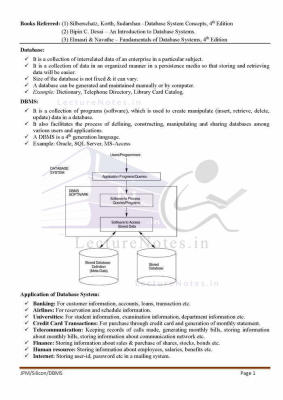 Books Referred: (1) Silberschatz, Korth, Sudarshan - Database System Concepts, 4th Edition
(2) Bipin C. Desai – An Introduction to Database Systems.
(3) Elmasri & Navathe – Fundamentals of Database Systems, 4th Edition
Database:
✓ It is a collection of interrelated data of an enterprise in a particular subject.
✓ It is a collection of data in an organized manner in a persistence media so that storing and retrieving
data will be easier.
✓ Size of the database is not fixed & it can vary.
✓ A database can be generated and maintained manually or by computer.
✓ Example: Dictionary, Telephone Directory, Library Card Catalog.
LectureNotes.in
DBMS:
✓ It is a collection of programs (software), which is used to create manipulate (insert, retrieve, delete,
update) data in a database.
✓ It also facilitates the process of defining, constructing, manipulating and sharing databases among
various users and applications.
✓ A DBMS is a 4th generation language.
✓ Example: Oracle, SQL Server, MS-Access
Users/Programmers
DATABASE
SYSTEM
Application Programs/Queries
DBMS
SOFTWARE
Software to Process
Queries/Programs
Software to Access
Stored Data
LectureNotes.in
Stored Database
Definition
(Meta-Data)
Stored
Database
Application of Database System:
✓ Banking: For customer information, accounts, loans, transaction etc.
✓ Airlines: For reservation and schedule information.
✓ Universities: For student information, examination information, department information etc.
✓ Credit Card Transactions: For purchase through credit card and generation of monthly statement.
✓ Telecommunication: Keeping records of calls made, generating monthly bills, storing information
about monthly bills, storing information about communication network etc.
✓ Finance: Storing information about sales & purchase of shares, stocks, bonds etc.
✓ Human resource: Storing information about employees, salaries, benefits etc.
✓ Internet: Storing user-id, password etc in a mailing system.
LectureNotes.in
JPM/Silicon/DBMS Page 1